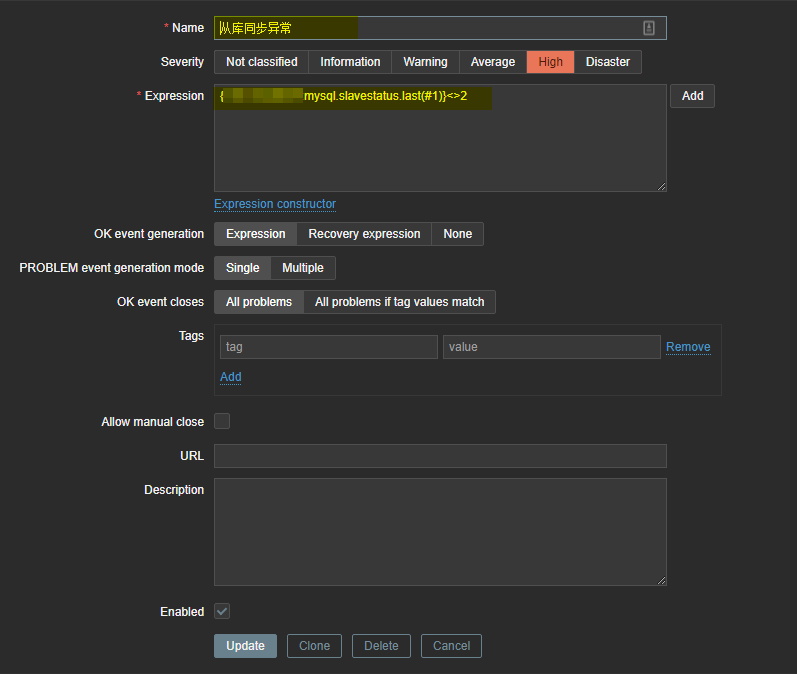 * Name 从库同步异常
Severity Not classified Information Warning Average High Disaster
* Expression { mysql.slavestatus.last(#1)}<>2 Add
Expression constructor
OK event generation Expression Recovery expression None
PROBLEM event generation mode Single Multiple
OK event closes All problems All problems if tag values match
Tags tag value Remove
Add
Allow manual close
URL
Description
Enabled
Update Clone Delete Cancel